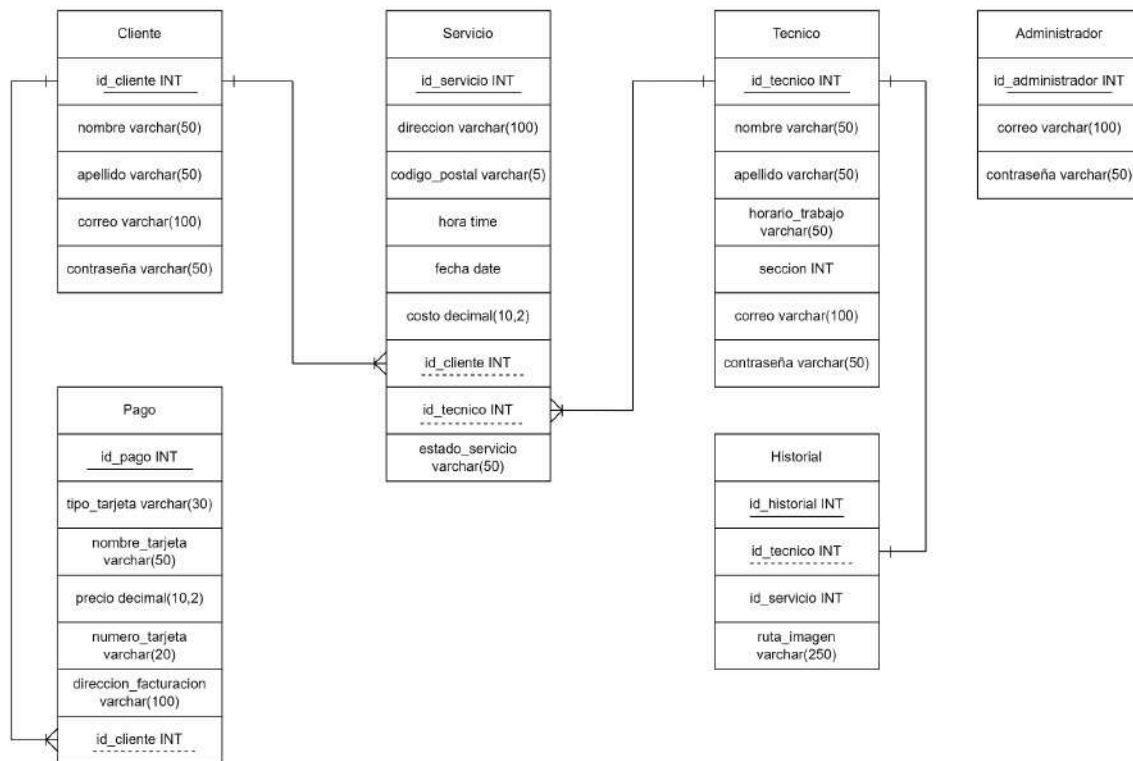 Cliente
id_cliente INT
nombre varchar(50)
apellido varchar(50)
correo varchar(100)
contraseña varchar(50)
Servicio
id_servicio INT
direccion varchar(100)
codigo_postal varchar(5)
hora time
fecha date
costo decimal(10,2)
id_cliente INT
id_tecnico INT
estado_servicio
varchar(50)
Tecnico
id_tecnico INT
nombre varchar(50)
apellido varchar(50)
horario_trabajo
varchar(50)
seccion INT
correo varchar(100)
contraseña varchar(50)
Administrador
id_administrador INT
correo varchar(100)
contraseña varchar(50)
Pago
id_pago INT
tipo_tarjeta varchar(30)
nombre_tarjeta
varchar(50)
precio decimal(10,2)
numero_tarjeta
varchar(20)
direccion_facturacion
varchar(100)
id_cliente INT
Historial
id_historial INT
id_tecnico INT
id_servicio INT
ruta_imagen
varchar(250)